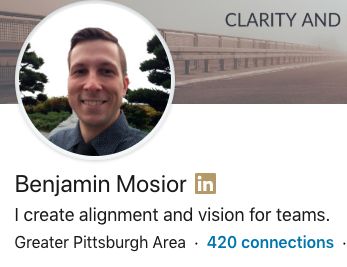 CLARITY AND
Benjamin Mosior in
I create alignment and vision for teams.
Greater Pittsburgh Area · 420 connections ·